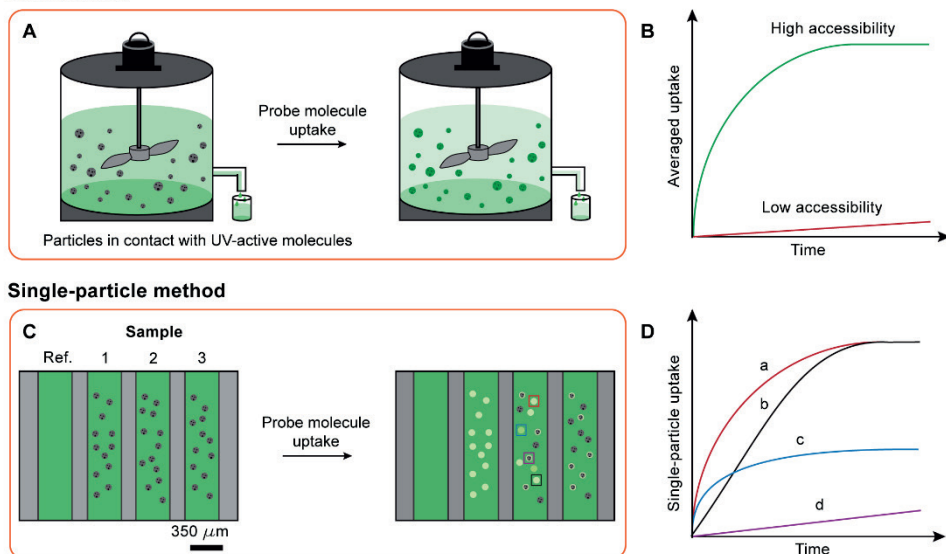 A
Probe molecule
uptake
Particles in contact with UV-active molecules
B
High accessibility
Low accessibility
Averaged uptake
Time
Single-particle method
C
Sample
Ref. 1 2 3
Probe molecule
uptake
350 μm
D
a
b
c
d
Single-particle uptake
Time